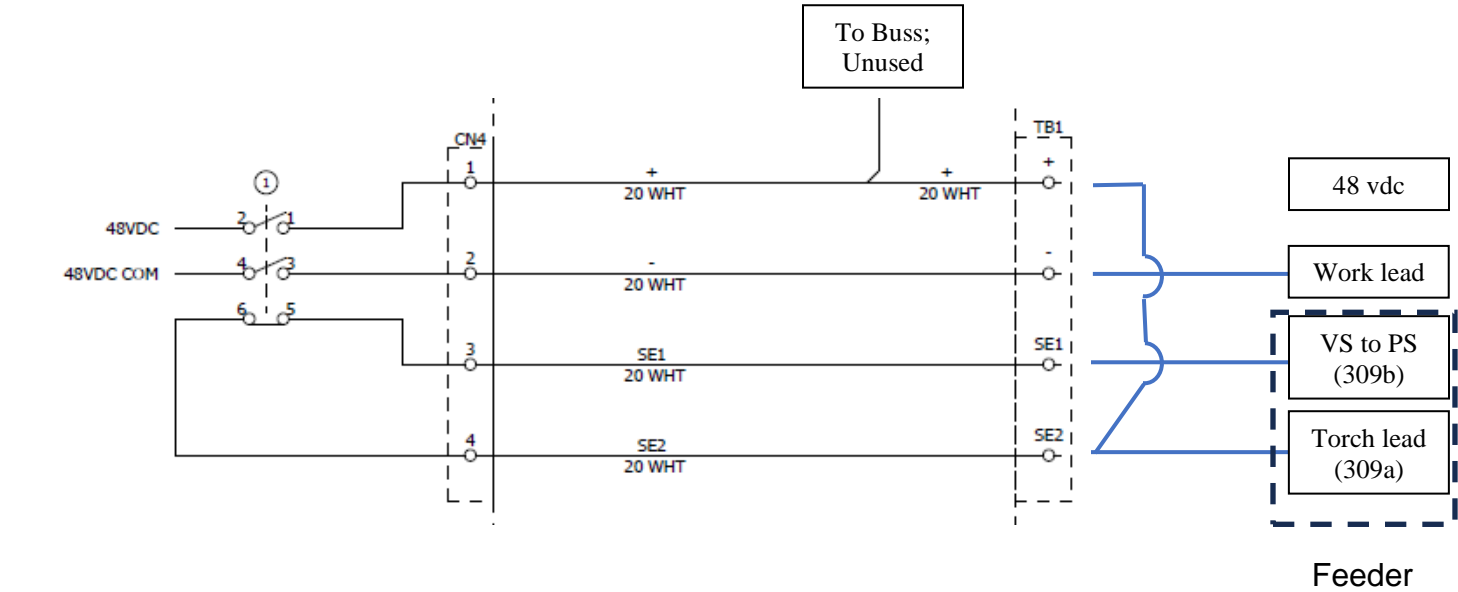 To Buss;
Unused
CN4
TB1
1
+
20 WHT
+
20 WHT
+
48 vdc
1
48VDC
2
1
2
-
20 WHT
-
Work lead
48VDC COM
4
3
6
5
3
SE1
20 WHT
SE1
VS to PS
(309b)
4
SE2
20 WHT
SE2
Torch lead
(309a)
Feeder